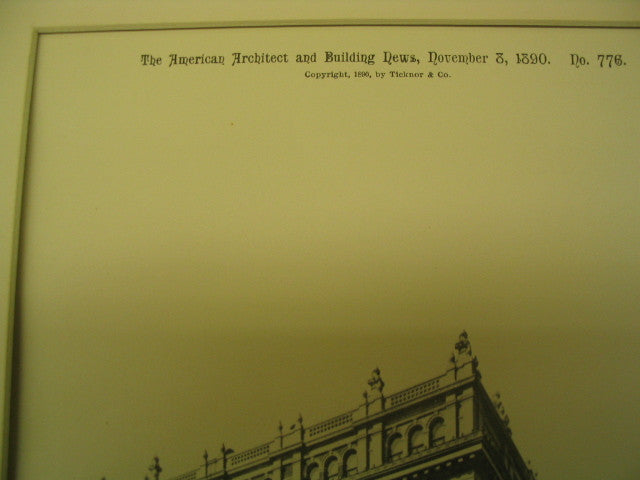 The American Architect and Building News, November 8, 1890. No. 776.
Copyright, 1890, by Ticknor & Co.